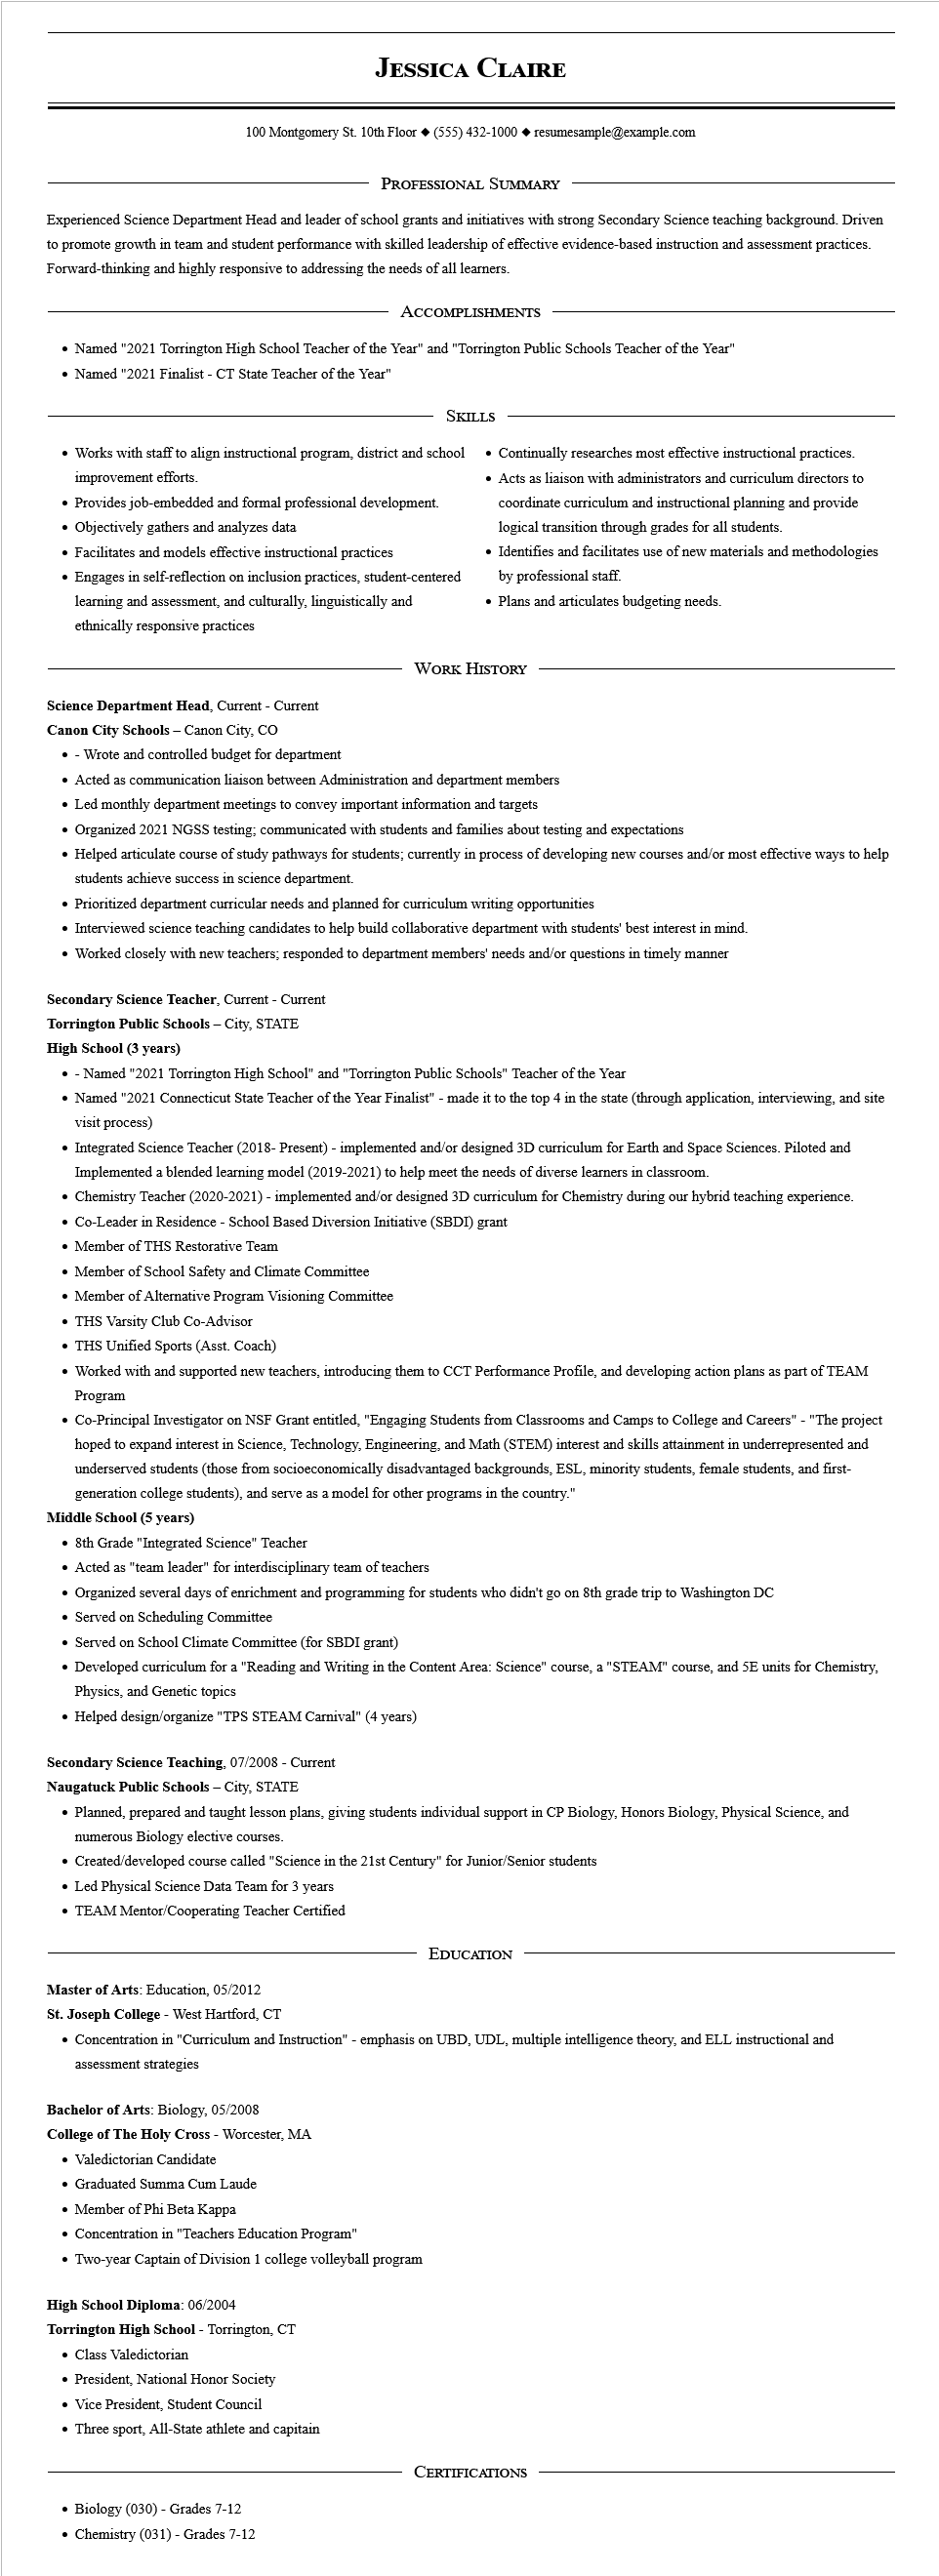 Jessica Claire
100 Montgomery St. 10th Floor ◆ (555) 432-1000 ◆ resumesample@example.com
Professional Summary
Experienced Science Department Head and leader of school grants and initiatives with strong Secondary Science teaching background. Driven
to promote growth in team and student performance with skilled leadership of effective evidence-based instruction and assessment practices.
Forward-thinking and highly responsive to addressing the needs of all learners.
Accomplishments
• Named "2021 Torrington High School Teacher of the Year" and "Torrington Public Schools Teacher of the Year"
• Named "2021 Finalist - CT State Teacher of the Year"
Skills
• Works with staff to align instructional program, district and school
improvement efforts.
• Provides job-embedded and formal professional development.
• Objectively gathers and analyzes data
• Facilitates and models effective instructional practices
• Engages in self-reflection on inclusion practices, student-centered
learning and assessment, and culturally, linguistically and
ethnically responsive practices
• Continually researches most effective instructional practices.
• Acts as liaison with administrators and curriculum directors to
coordinate curriculum and instructional planning and provide
logical transition through grades for all students.
• Identifies and facilitates use of new materials and methodologies
by professional staff.
• Plans and articulates budgeting needs.
Work History
Science Department Head, Current - Current
Canon City Schools – Canon City, CO
• - Wrote and controlled budget for department
• Acted as communication liaison between Administration and department members
• Led monthly department meetings to convey important information and targets
• Organized 2021 NGSS testing; communicated with students and families about testing and expectations
• Helped articulate course of study pathways for students; currently in process of developing new courses and/or most effective ways to help
students achieve success in science department.
• Prioritized department curricular needs and planned for curriculum writing opportunities
• Interviewed science teaching candidates to help build collaborative department with students' best interest in mind.
• Worked closely with new teachers; responded to department members' needs and/or questions in timely manner
Secondary Science Teacher, Current - Current
Torrington Public Schools – City, STATE
High School (3 years)
• - Named "2021 Torrington High School" and "Torrington Public Schools" Teacher of the Year
• Named "2021 Connecticut State Teacher of the Year Finalist" - made it to the top 4 in the state (through application, interviewing, and site
visit process)
• Integrated Science Teacher (2018- Present) - implemented and/or designed 3D curriculum for Earth and Space Sciences. Piloted and
Implemented a blended learning model (2019-2021) to help meet the needs of diverse learners in classroom.
• Chemistry Teacher (2020-2021) - implemented and/or designed 3D curriculum for Chemistry during our hybrid teaching experience.
• Co-Leader in Residence - School Based Diversion Initiative (SBDI) grant
• Member of THS Restorative Team
• Member of School Safety and Climate Committee
• Member of Alternative Program Visioning Committee
• THS Varsity Club Co-Advisor
• THS Unified Sports (Asst. Coach)
• Worked with and supported new teachers, introducing them to CCT Performance Profile, and developing action plans as part of TEAM
Program
• Co-Principal Investigator on NSF Grant entitled, "Engaging Students from Classrooms and Camps to College and Careers" - "The project
hoped to expand interest in Science, Technology, Engineering, and Math (STEM) interest and skills attainment in underrepresented and
underserved students (those from socioeconomically disadvantaged backgrounds, ESL, minority students, female students, and first-
generation college students), and serve as a model for other programs in the country."
Middle School (5 years)
• 8th Grade "Integrated Science" Teacher
• Acted as "team leader" for interdisciplinary team of teachers
• Organized several days of enrichment and programming for students who didn't go on 8th grade trip to Washington DC
• Served on Scheduling Committee
• Served on School Climate Committee (for SBDI grant)
• Developed curriculum for a "Reading and Writing in the Content Area: Science" course, a "STEAM" course, and 5E units for Chemistry,
Physics, and Genetic topics
• Helped design/organize "TPS STEAM Carnival" (4 years)
Secondary Science Teaching, 07/2008 - Current
Naugatuck Public Schools – City, STATE
• Planned, prepared and taught lesson plans, giving students individual support in CP Biology, Honors Biology, Physical Science, and
numerous Biology elective courses.
• Created/developed course called "Science in the 21st Century" for Junior/Senior students
• Led Physical Science Data Team for 3 years
• TEAM Mentor/Cooperating Teacher Certified
Education
Master of Arts: Education, 05/2012
St. Joseph College - West Hartford, CT
• Concentration in "Curriculum and Instruction" - emphasis on UBD, UDL, multiple intelligence theory, and ELL instructional and
assessment strategies
Bachelor of Arts: Biology, 05/2008
College of The Holy Cross - Worcester, MA
• Valedictorian Candidate
• Graduated Summa Cum Laude
• Member of Phi Beta Kappa
• Concentration in "Teachers Education Program"
• Two-year Captain of Division 1 college volleyball program
High School Diploma: 06/2004
Torrington High School - Torrington, CT
• Class Valedictorian
• President, National Honor Society
• Vice President, Student Council
• Three sport, All-State athlete and capitain
Certifications
• Biology (030) - Grades 7-12
• Chemistry (031) - Grades 7-12